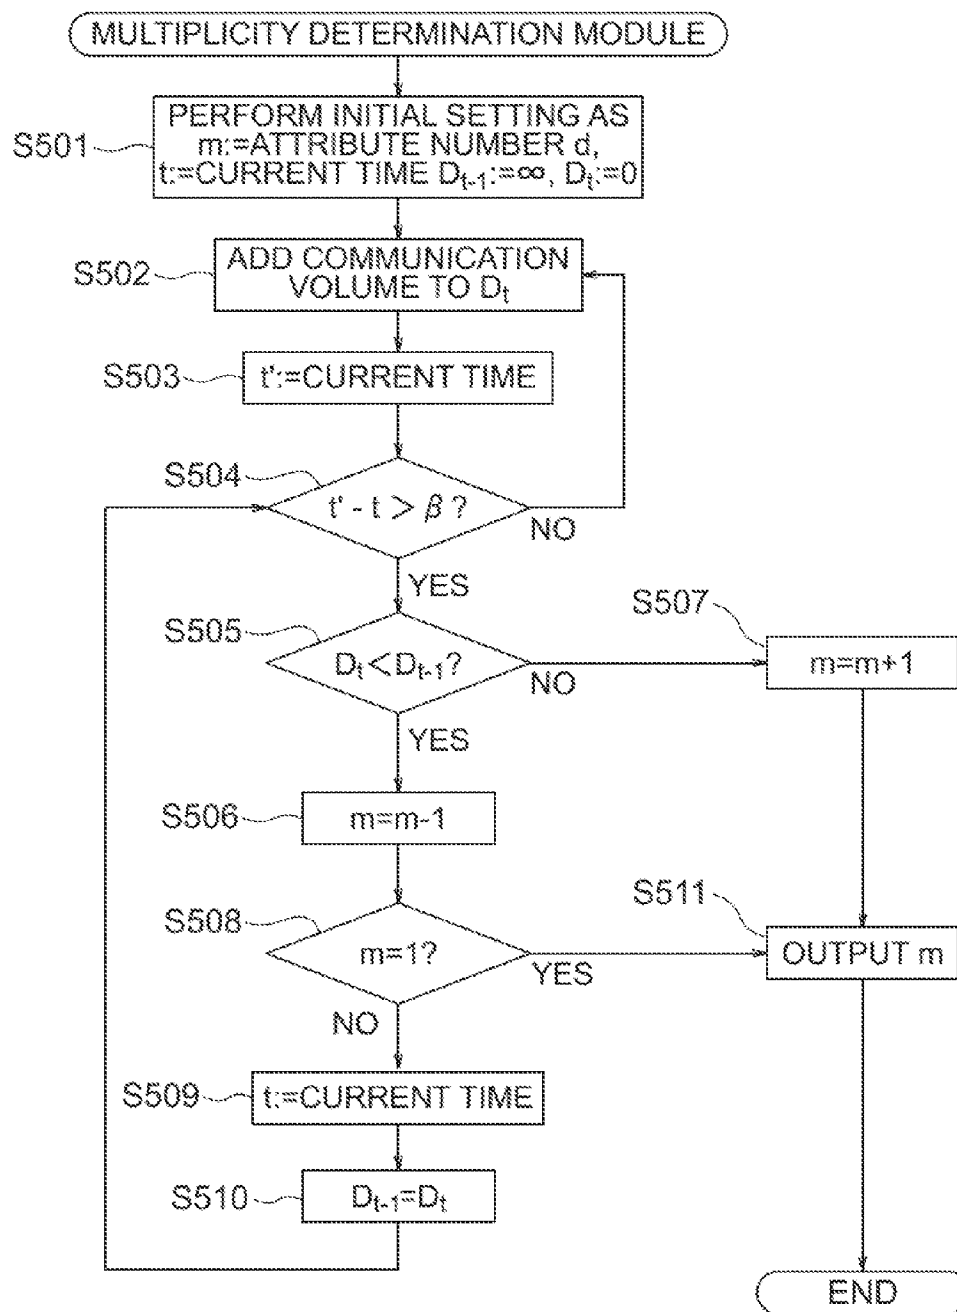 MULTIPLICITY DETERMINATION MODULE
S501
PERFORM INITIAL SETTING AS
m:=ATTRIBUTE NUMBER d,
t:=CURRENT TIME Dt-1:=∞, Dt:=0
S502
ADD COMMUNICATION
VOLUME TO Dt
S503
t':=CURRENT TIME
S504
t' - t > β ?
NO
YES
S505
Dt<Dt-1?
NO
YES
S507
m=m+1
S506
m=m-1
S508
m=1?
YES
NO
S511
OUTPUT m
S509
t:=CURRENT TIME
S510
Dt-1=Dt
END